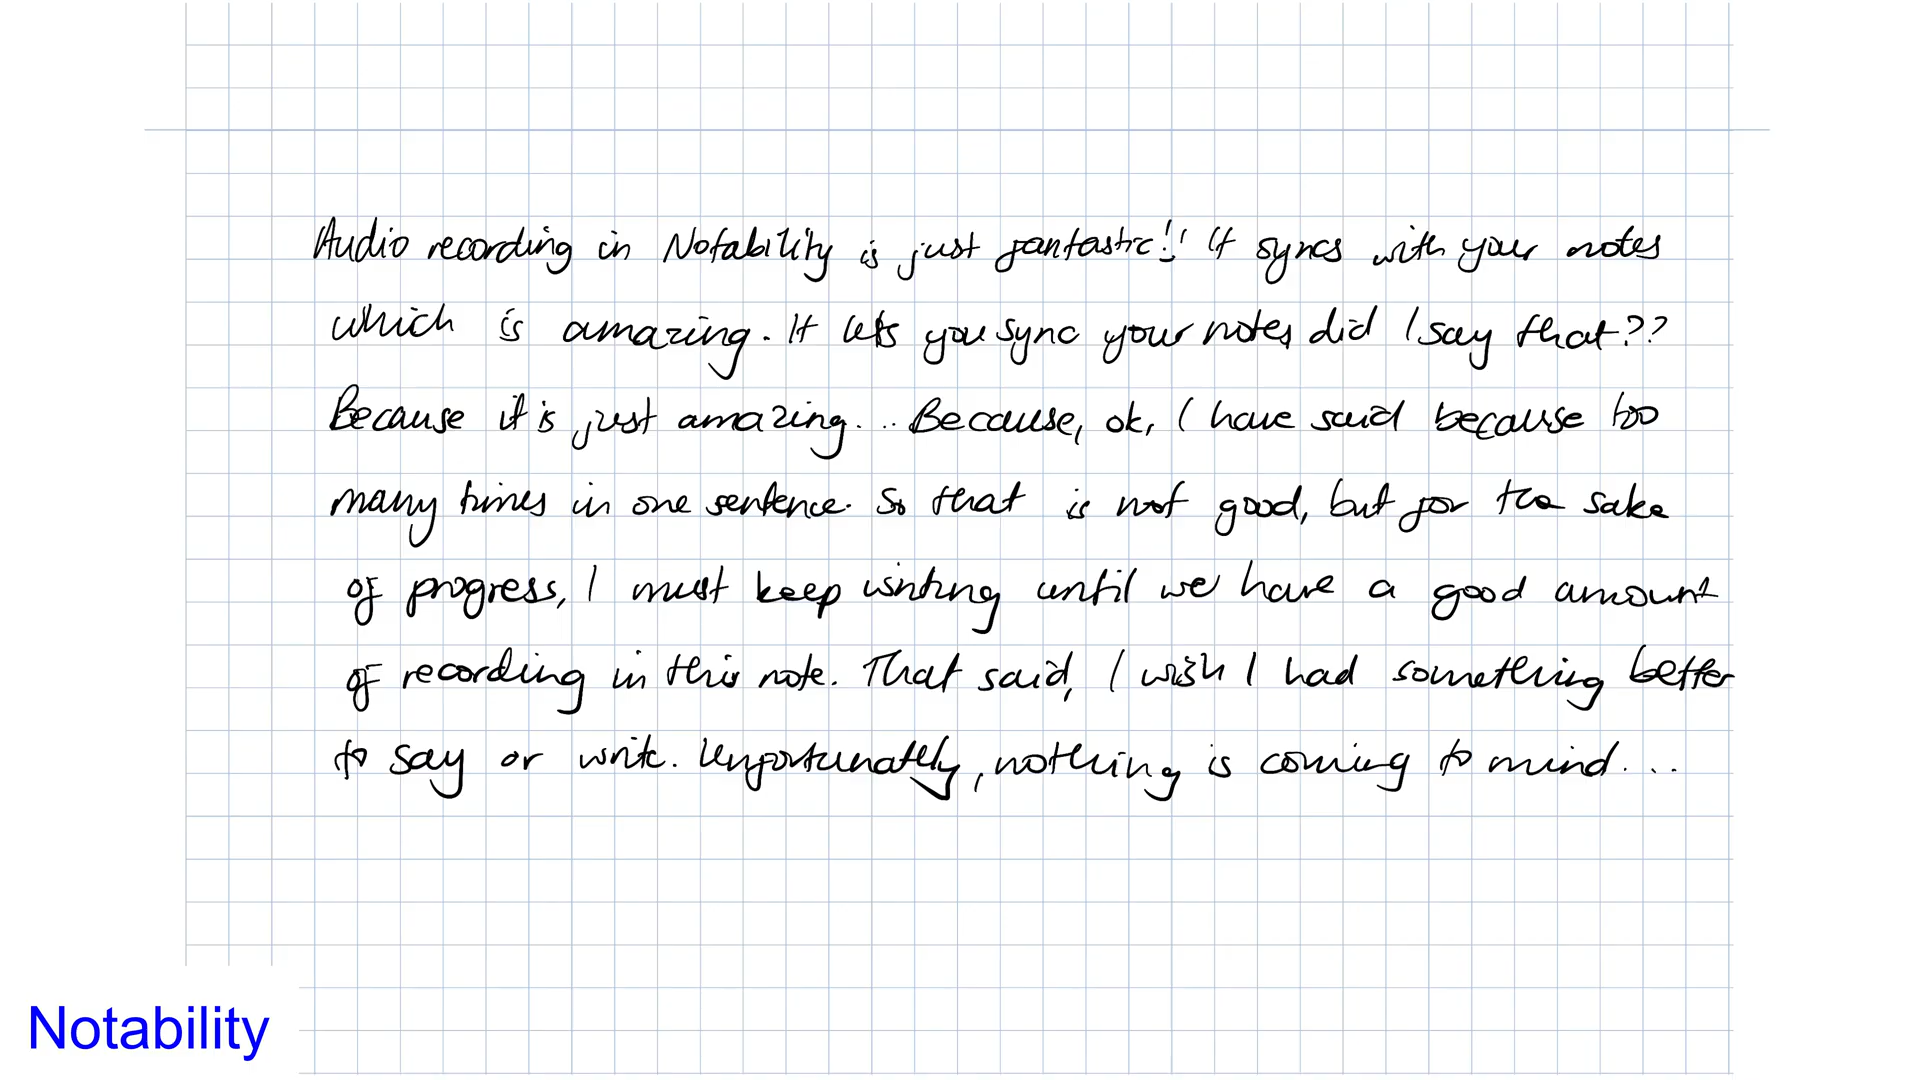 Audio recording in Notability is just fantastic!! It syncs with your notes
which is amazing. It lets you sync your notes, did I say that??
Because it is just amazing... Because, ok, I have said because too
many times in one sentence. So that is not good, but for the sake
of progress, I must keep writing until we have a good amount
of recording in this note. That said, I wish I had something better
to say or write. Unfortunately, nothing is coming to mind...
Notability